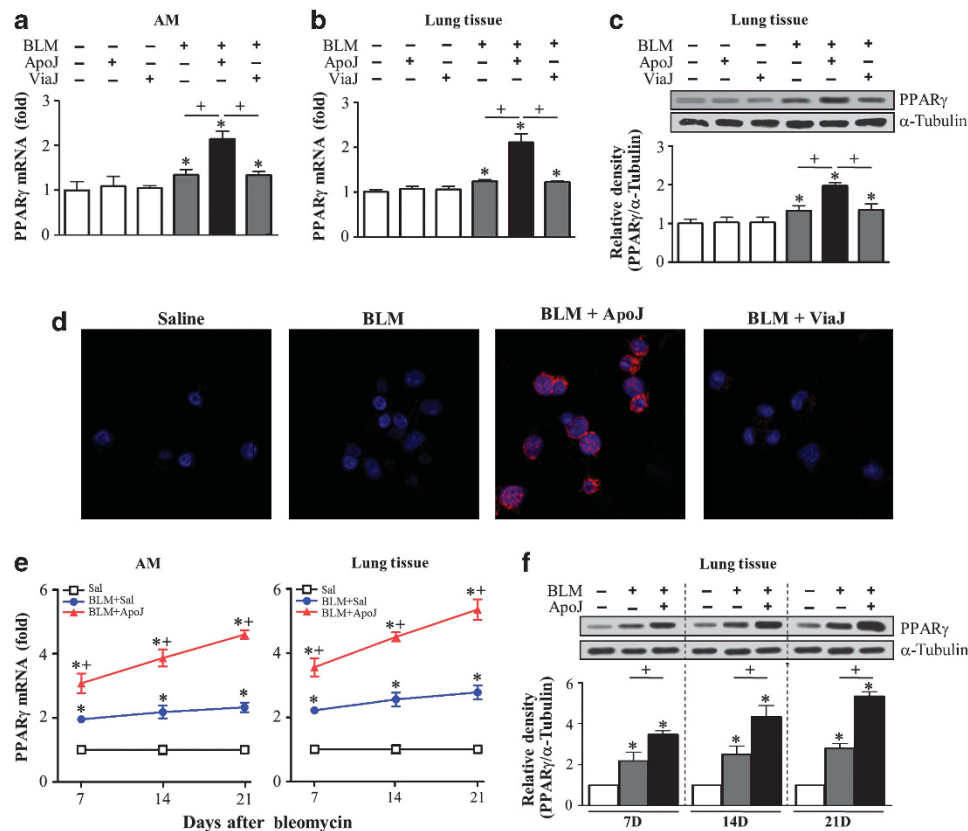 a
AM
BLM – – – + + +
ApoJ – + – – + –
ViaJ – – + – – +
PPARγ mRNA (fold)
3
2
1
0
+ +
* * *
b
Lung tissue
BLM – – – + + +
ApoJ – + – – + –
ViaJ – – + – – +
PPARγ mRNA (fold)
3
2
1
0
+ +
* * *
c
Lung tissue
BLM – – – + + +
ApoJ – + – – + –
ViaJ – – + – – +
PPARγ
α-Tubulin
Relative density
(PPARγ/α-Tubulin)
3
2
1
0
+ +
* * *
d
Saline
BLM
BLM + ApoJ
BLM + ViaJ
e
AM
PPARγ mRNA (fold)
6
4
2
0
Sal
BLM+Sal
BLM+ApoJ
*+ *+ *+
* * *
7 14 21
Lung tissue
6
4
2
0
Sal
BLM+Sal
BLM+ApoJ
*+ *+ *+
* * *
7 14 21
Days after bleomycin
f
Lung tissue
BLM – + + – + + – + +
ApoJ – – + – – + – – +
PPARγ
α-Tubulin
Relative density
(PPARγ/α-Tubulin)
6
4
2
0
+ + +
* * * * * *
7D 14D 21D